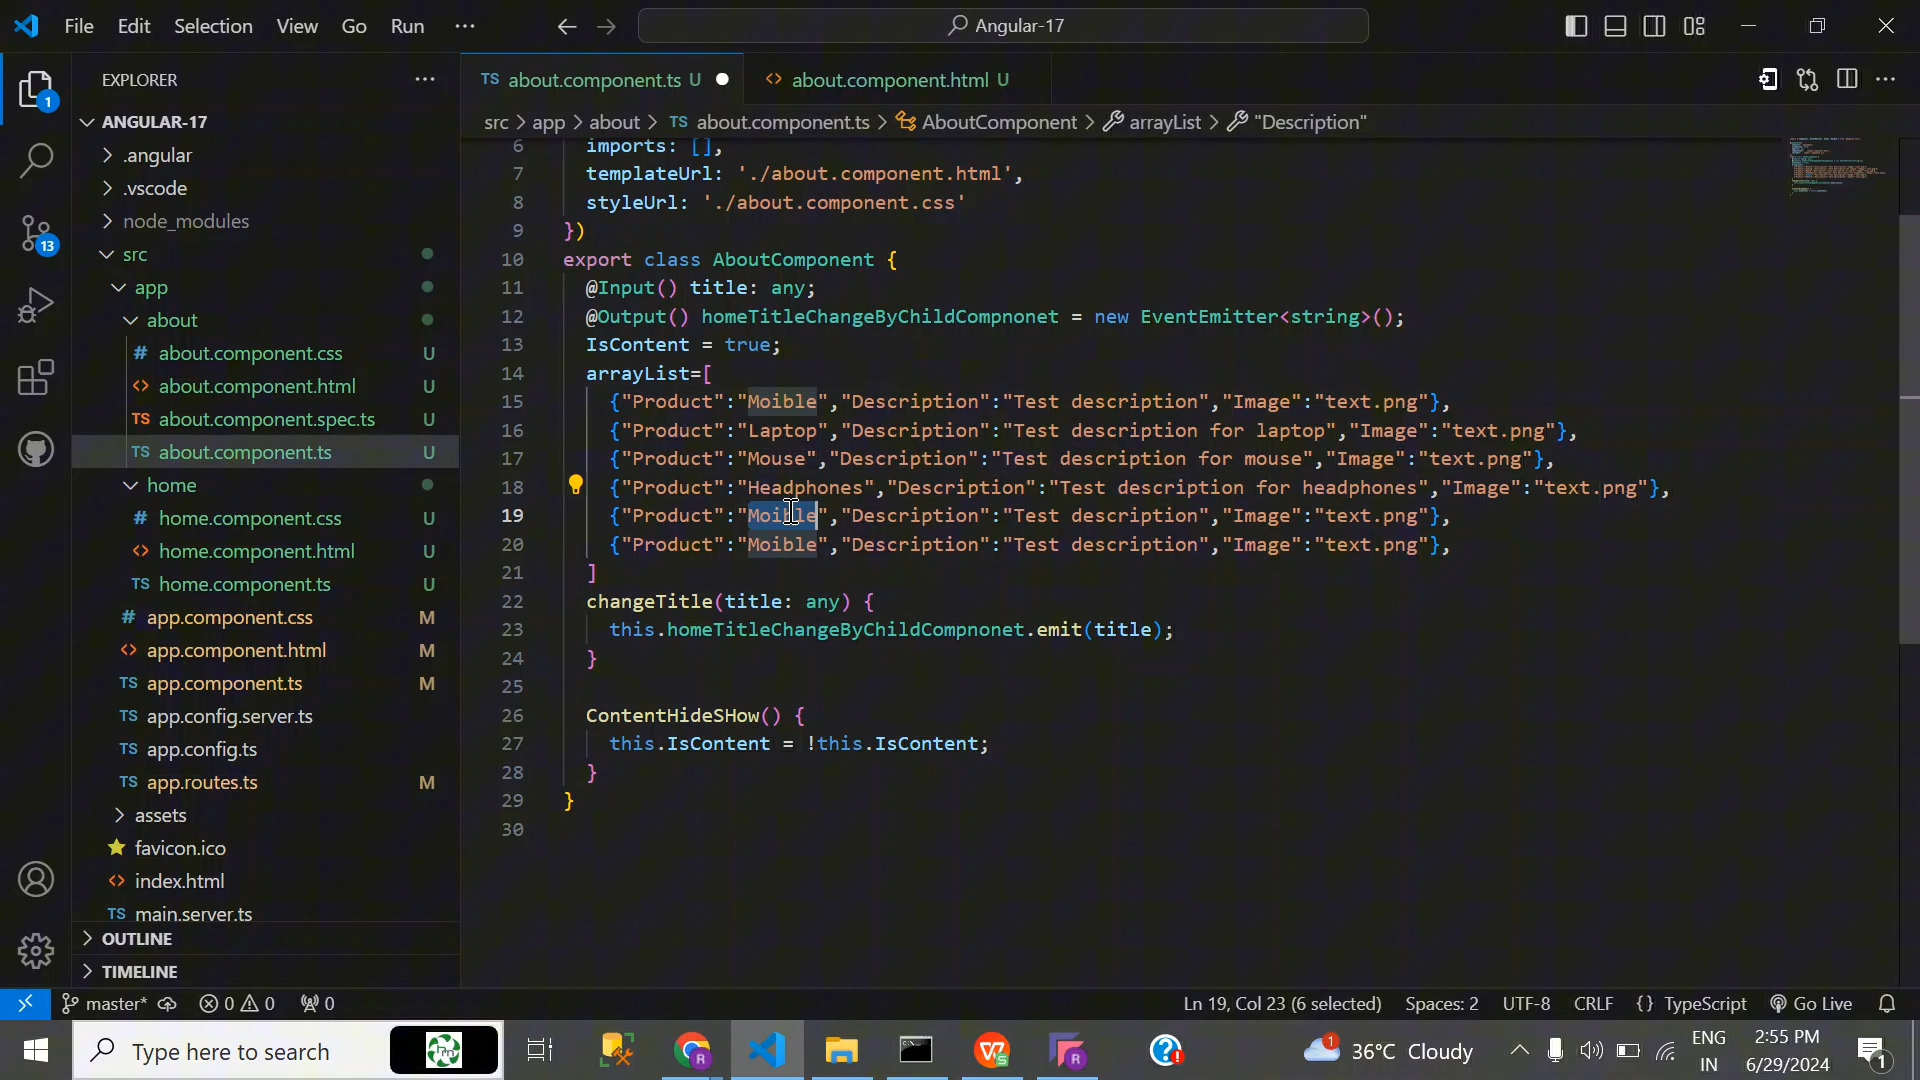 File Edit Selection View Go Run ··· Angular-17
EXPLORER ···
ANGULAR-17
.angular
.vscode
node_modules
src
app
about
# about.component.css U
<> about.component.html U
TS about.component.spec.ts U
TS about.component.ts U
home
# home.component.css U
<> home.component.html U
TS home.component.ts U
# app.component.css M
<> app.component.html M
TS app.component.ts M
TS app.config.server.ts
TS app.config.ts
TS app.routes.ts M
assets
favicon.ico
<> index.html
TS main.server.ts
OUTLINE
TIMELINE
1
13
TS about.component.ts U <> about.component.html U
src > app > about > TS about.component.ts > AboutComponent > arrayList > "Description"
6 imports: [],
7 templateUrl: './about.component.html',
8 styleUrl: './about.component.css'
9 })
10 export class AboutComponent {
11 @Input() title: any;
12 @Output() homeTitleChangeByChildCompnonet = new EventEmitter<string>();
13 IsContent = true;
14 arrayList=[
15 {"Product":"Moible","Description":"Test description","Image":"text.png"},
16 {"Product":"Laptop","Description":"Test description for laptop","Image":"text.png"},
17 {"Product":"Mouse","Description":"Test description for mouse","Image":"text.png"},
18 {"Product":"Headphones","Description":"Test description for headphones","Image":"text.png"},
19 {"Product":"Moible","Description":"Test description","Image":"text.png"},
20 {"Product":"Moible","Description":"Test description","Image":"text.png"},
21 ]
22 changeTitle(title: any) {
23 this.homeTitleChangeByChildCompnonet.emit(title);
24 }
25
26 ContentHideSHow() {
27 this.IsContent = !this.IsContent;
28 }
29 }
30
master* 0 0 0 Ln 19, Col 23 (6 selected) Spaces: 2 UTF-8 CRLF {} TypeScript Go Live
Type here to search 1 36°C Cloudy ENG IN 2:55 PM 6/29/2024 1